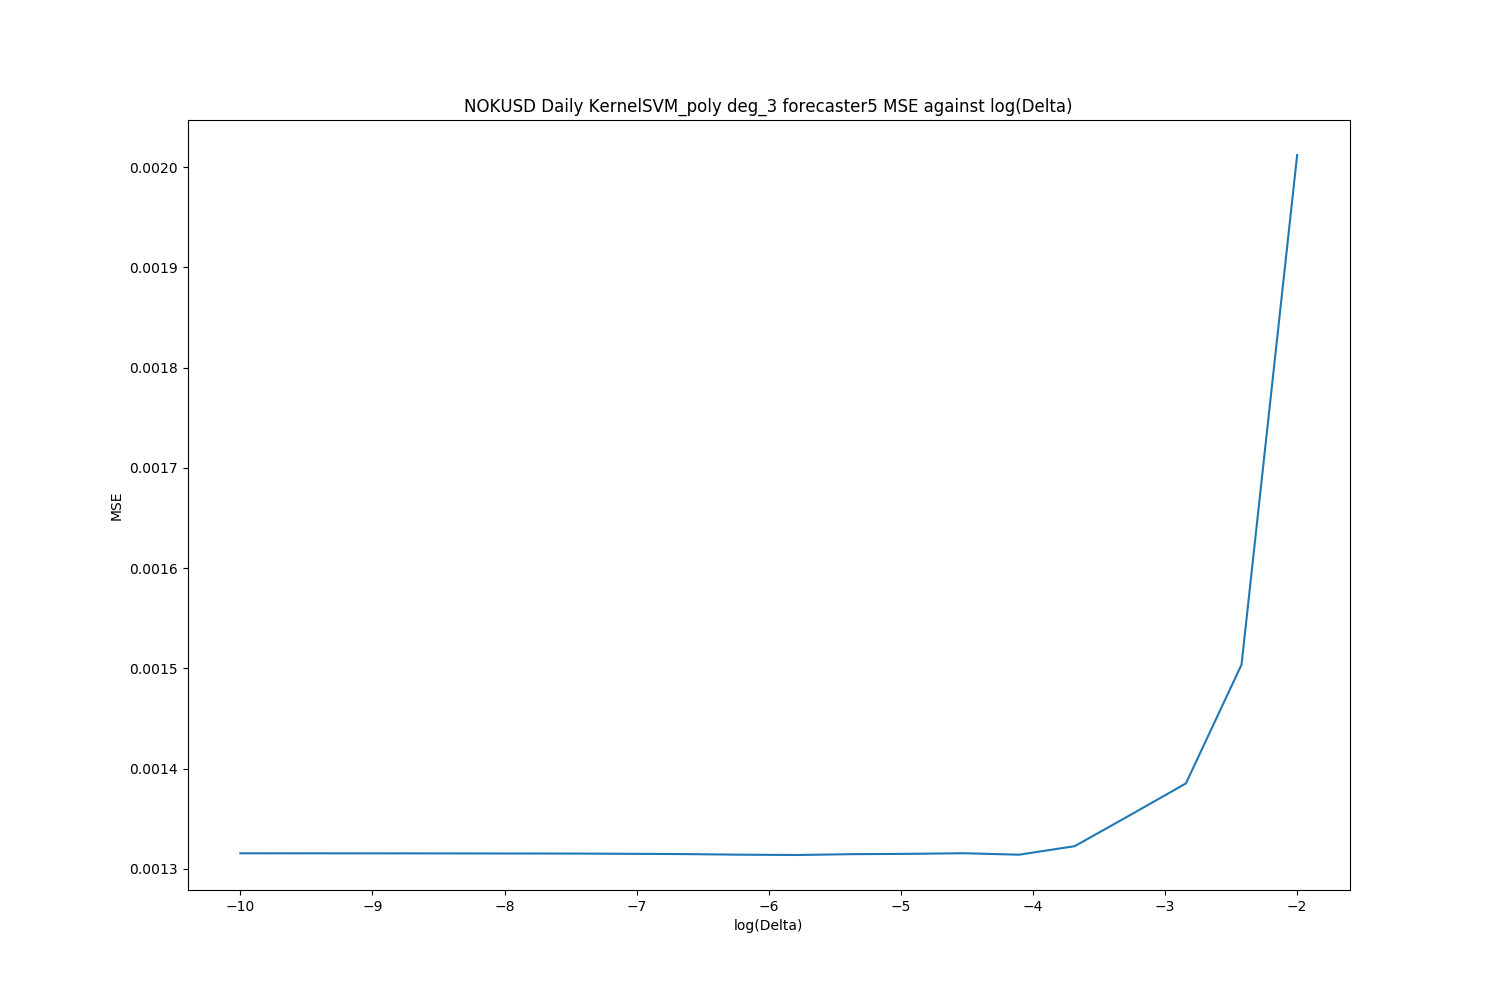 NOKUSD Daily KernelSVM_poly deg_3 forecaster5 MSE against log(Delta)
0.0020
0.0019
0.0018
0.0017
0.0016
0.0015
0.0014
0.0013
MSE
−10 −9 −8 −7 −6 −5 −4 −3 −2
log(Delta)